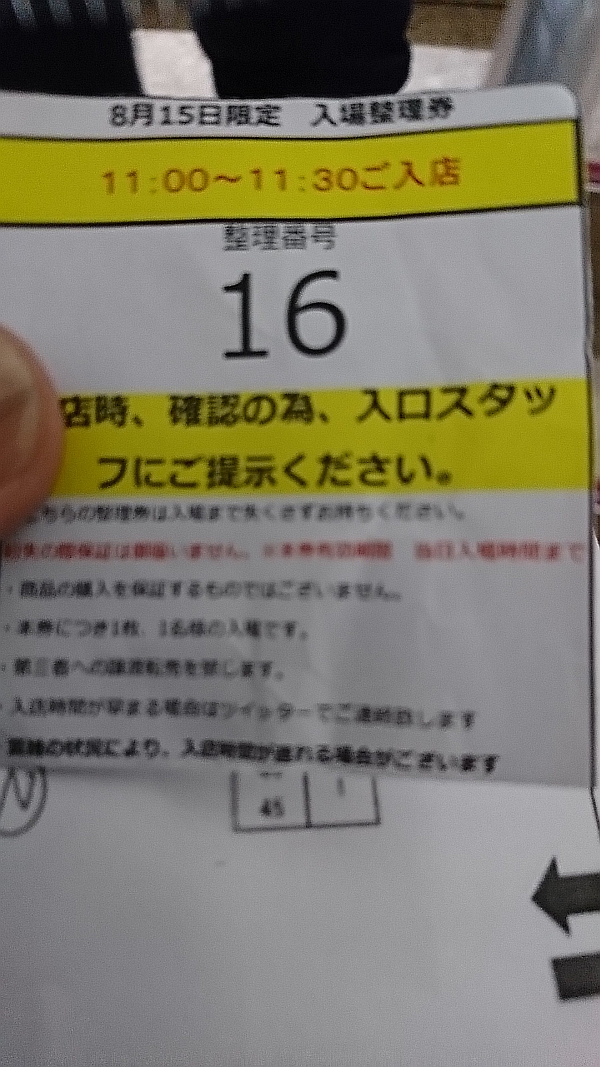 8月15日限定 入場整理券
11:00～11:30ご入店
整理番号
16
店時、確認の為、入口スタッ
フにご提示ください。
ちらの整理券は入場まで失くさずお持ちください。
紛失の際保証は御座いません。※本券有効期限 当日入場時間まで
・商品の購入を保証するものではございません。
・本券につき1枚、1名様の入場です。
・第三者への譲渡転売を禁じます。
・入店時間が早まる場合はツイッターでご連絡致します
混雑の状況により、入店時間が遅れる場合がございます
N
45 1